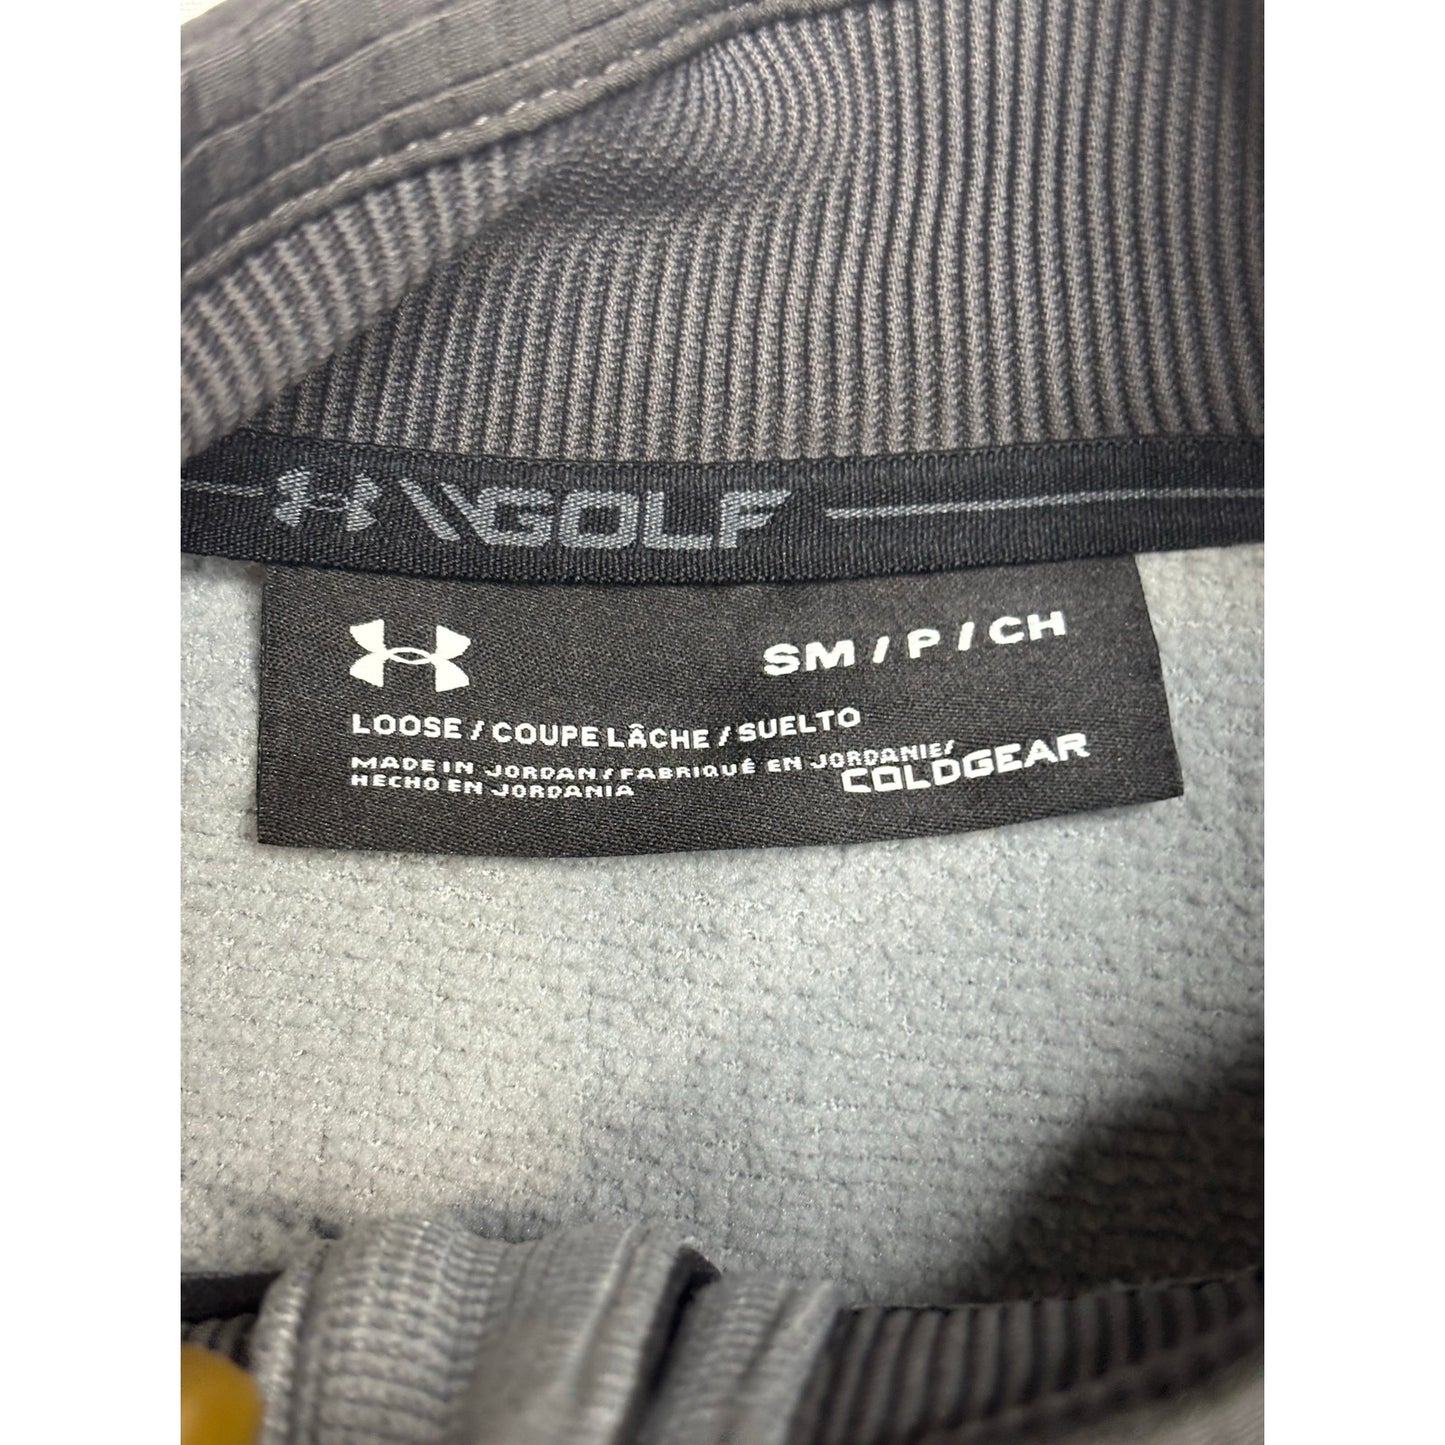 \\GOLF
SM / P / CH
LOOSE / COUPE LÂCHE / SUELTO
MADE IN JORDAN / FABRIQUÉ EN JORDANIE/
HECHO EN JORDANIA
COLDGEAR